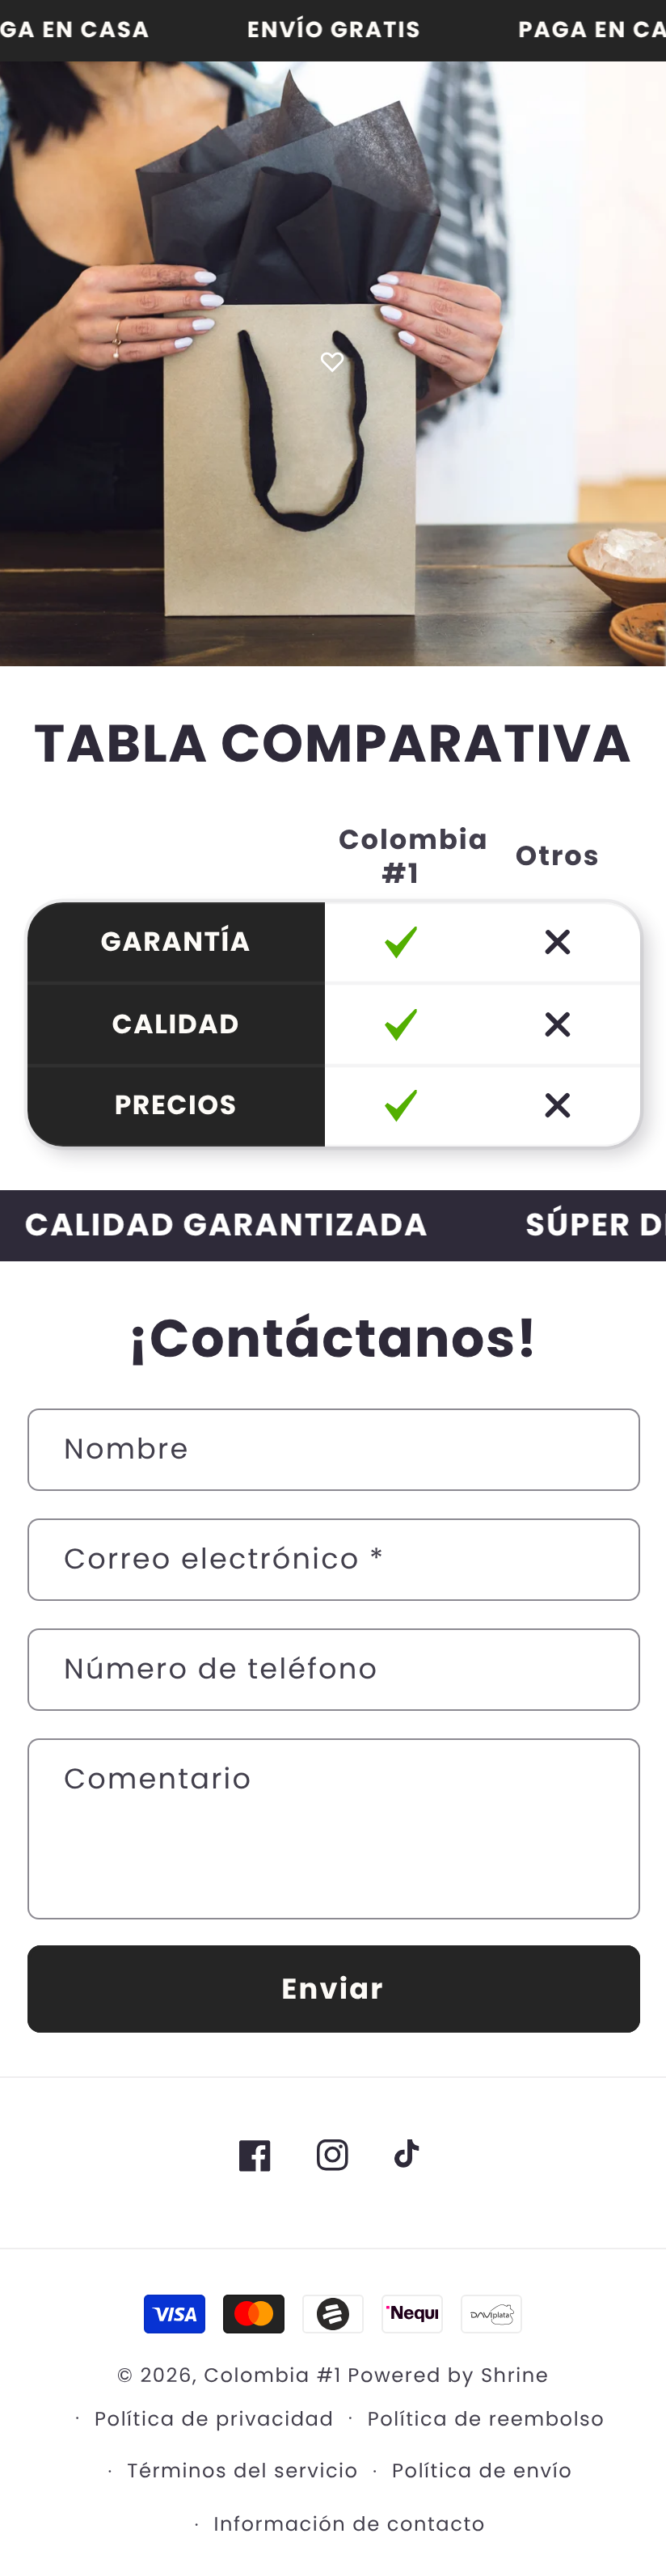 GA EN CASA ENVÍO GRATIS PAGA EN CA
TABLA COMPARATIVA
Colombia
#1
Otros
GARANTÍA
CALIDAD
PRECIOS
CALIDAD GARANTIZADA SÚPER D
¡Contáctanos!
Nombre
Correo electrónico *
Número de teléfono
Comentario
Enviar
VISA
Nequi
DAVIplata
© 2026, Colombia #1 Powered by Shrine
· Política de privacidad · Política de reembolso
· Términos del servicio · Política de envío
· Información de contacto